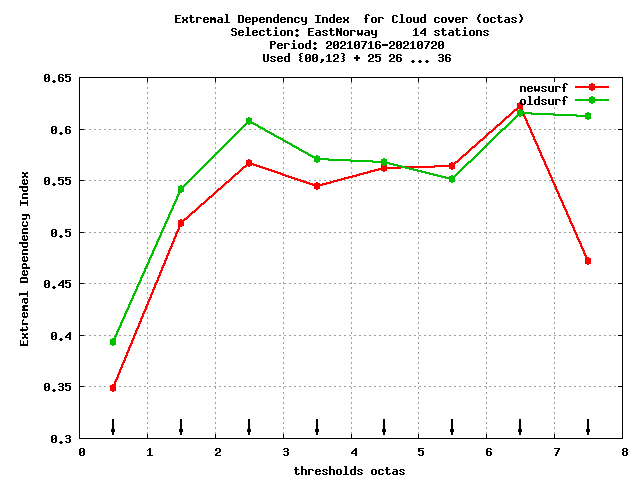 Extremal Dependency Index  for Cloud cover (octas)
Selection: EastNorway     14 stations
Period: 20210716-20210720
Used {00,12} + 25 26 ... 36
newsurf
oldsurf
0.65
0.6
0.55
0.5
0.45
0.4
0.35
0.3
Extremal Dependency Index
0 1 2 3 4 5 6 7 8
thresholds octas